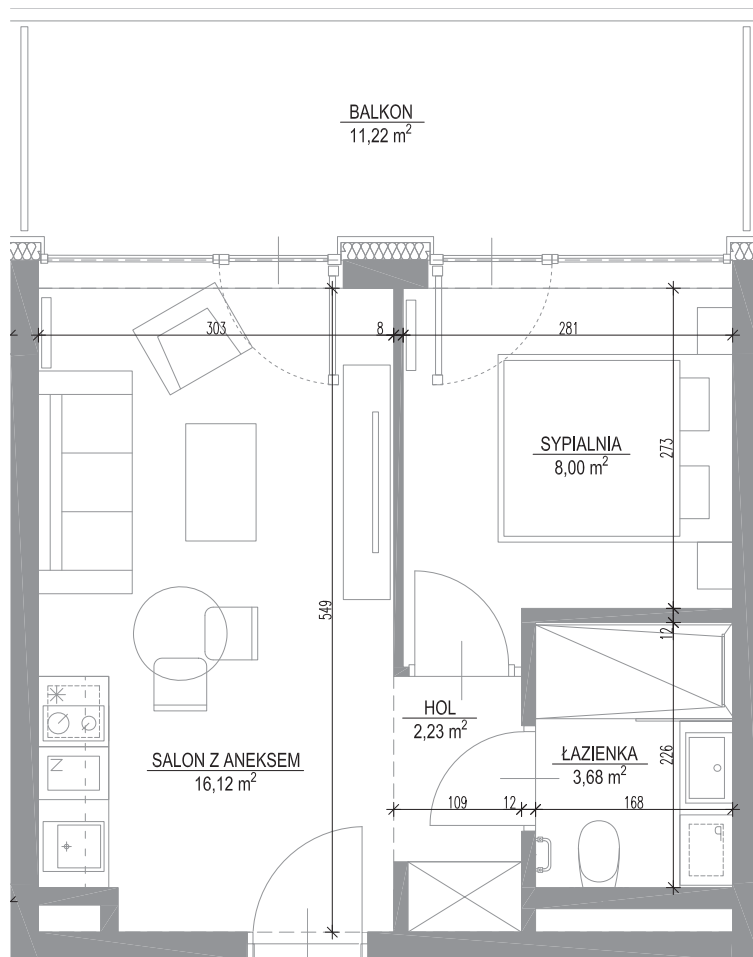 BALKON
11,22 m²
303
8
281
SYPIALNIA
8,00 m²
273
549
12
HOL
2,23 m²
SALON Z ANEKSEM
16,12 m²
ŁAZIENKA
3,68 m²
226
109
12
168
Z